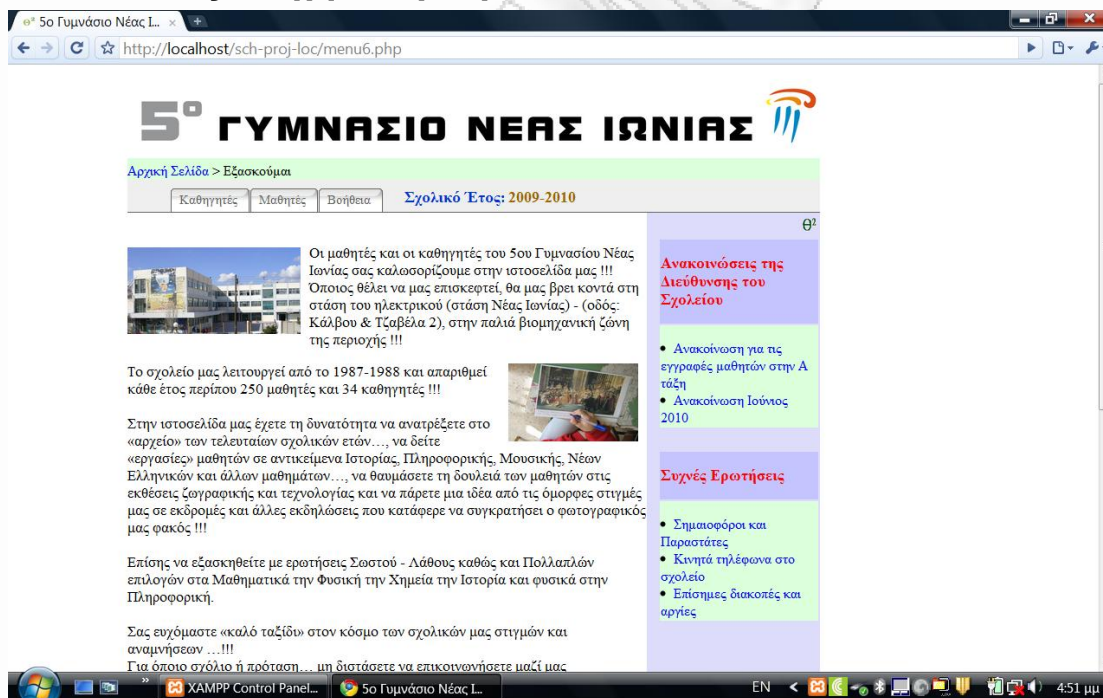 5ο Γυμνάσιο Νέας Ι...
http://localhost/sch-proj-loc/menu6.php
5° ΓΥΜΝΑΣΙΟ ΝΕΑΣ ΙΩΝΙΑΣ
Αρχική Σελίδα > Εξασκούμαι
Καθηγητές Μαθητές Βοήθεια Σχολικό Έτος: 2009-2010
θ²
Οι μαθητές και οι καθηγητές του 5ου Γυμνασίου Νέας
Ιωνίας σας καλωσορίζουμε στην ιστοσελίδα μας !!!
Όποιος θέλει να μας επισκεφτεί, θα μας βρει κοντά στη
στάση του ηλεκτρικού (στάση Νέας Ιωνίας) - (οδός:
Κάλβου & Τζαβέλα 2), στην παλιά βιομηχανική ζώνη
της περιοχής !!!
Το σχολείο μας λειτουργεί από το 1987-1988 και απαριθμεί
κάθε έτος περίπου 250 μαθητές και 34 καθηγητές !!!
Στην ιστοσελίδα μας έχετε τη δυνατότητα να ανατρέξετε στο
«αρχείο» των τελευταίων σχολικών ετών…, να δείτε
«εργασίες» μαθητών σε αντικείμενα Ιστορίας, Πληροφορικής, Μουσικής, Νέων
Ελληνικών και άλλων μαθημάτων…, να θαυμάσετε τη δουλειά των μαθητών στις
εκθέσεις ζωγραφικής και τεχνολογίας και να πάρετε μια ιδέα από τις όμορφες στιγμές
μας σε εκδρομές και άλλες εκδηλώσεις που κατάφερε να συγκρατήσει ο φωτογραφικός
μας φακός !!!
Επίσης να εξασκηθείτε με ερωτήσεις Σωστού - Λάθους καθώς και Πολλαπλών
επιλογών στα Μαθηματικά την Φυσική την Χημεία την Ιστορία και φυσικά στην
Πληροφορική.
Σας ευχόμαστε «καλό ταξίδι» στον κόσμο των σχολικών μας στιγμών και
αναμνήσεων …!!!
Για όποιο σχόλιο ή πρόταση… μη διστάσετε να επικοινωνήσετε μαζί μας
Ανακοινώσεις της
Διεύθυνσης του
Σχολείου
• Ανακοίνωση για τις
εγγραφές μαθητών στην Α
τάξη
• Ανακοίνωση Ιούνιος
2010
Συχνές Ερωτήσεις
• Σημαιοφόροι και
Παραστάτες
• Κινητά τηλέφωνα στο
σχολείο
• Επίσημες διακοπές και
αργίες
XAMPP Control Panel... 5ο Γυμνάσιο Νέας Ι... EN 4:51 μμ